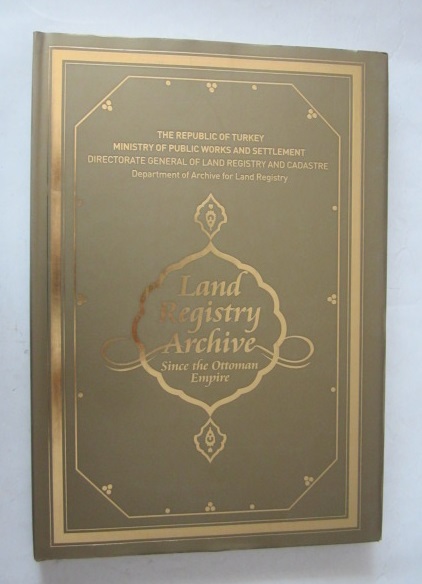 THE REPUBLIC OF TURKEY
MINISTRY OF PUBLIC WORKS AND SETTLEMENT
DIRECTORATE GENERAL OF LAND REGISTRY AND CADASTRE
Department of Archive for Land Registry
Land
Registry
Archive
Since the Ottoman
Empire